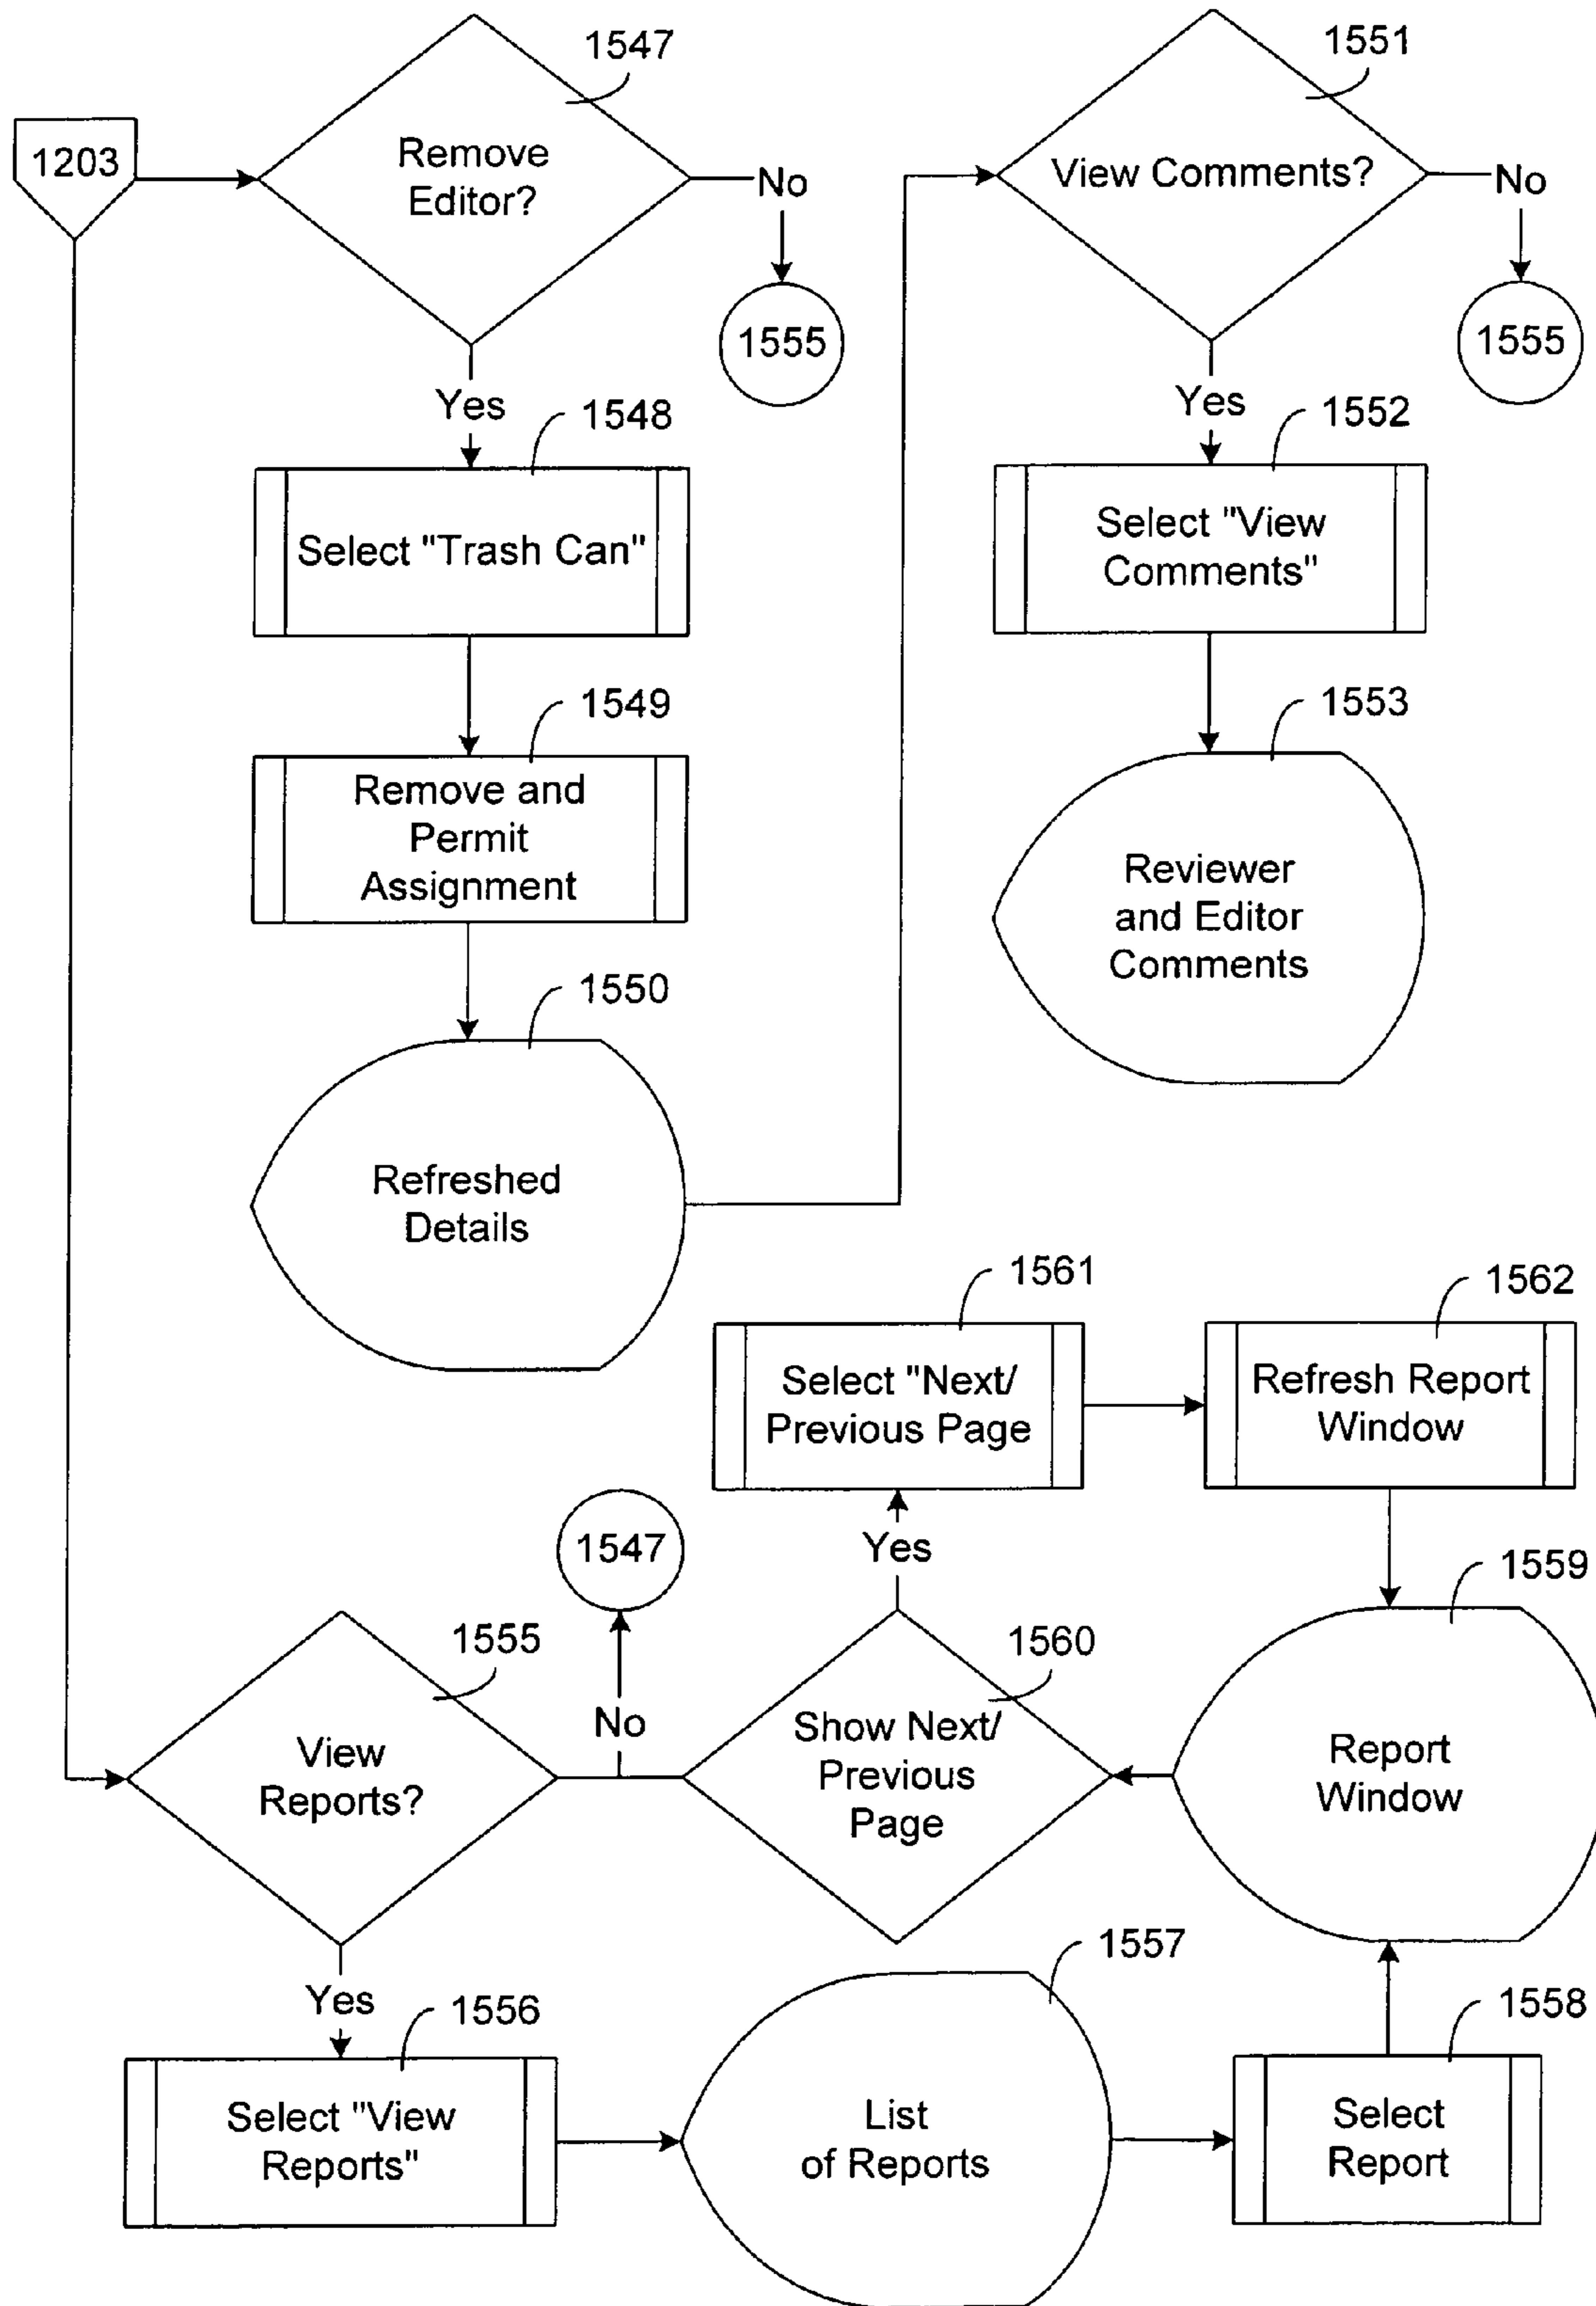 1547
1203
Remove
Editor?
No
1555
Yes
1548
Select "Trash Can"
1549
Remove and
Permit
Assignment
1550
Refreshed
Details
1551
View Comments?
No
1555
Yes
1552
Select "View
Comments"
1553
Reviewer
and Editor
Comments
1555
View
Reports?
No
1547
Yes
1556
Select "View
Reports"
1557
List
of Reports
1558
Select
Report
1559
Report
Window
1560
Show Next/
Previous
Page
Yes
1561
Select "Next/
Previous Page
1562
Refresh Report
Window